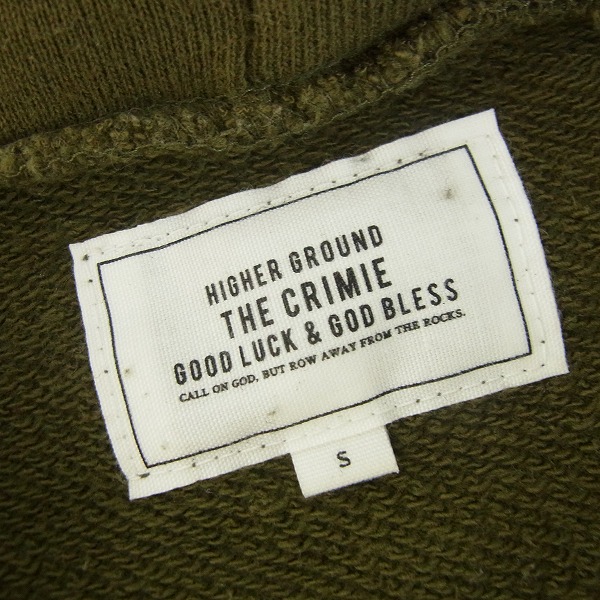 HIGHER GROUND
THE CRIMIE
GOOD LUCK & GOD BLESS
CALL ON GOD, BUT ROW AWAY FROM THE ROCKS.
S